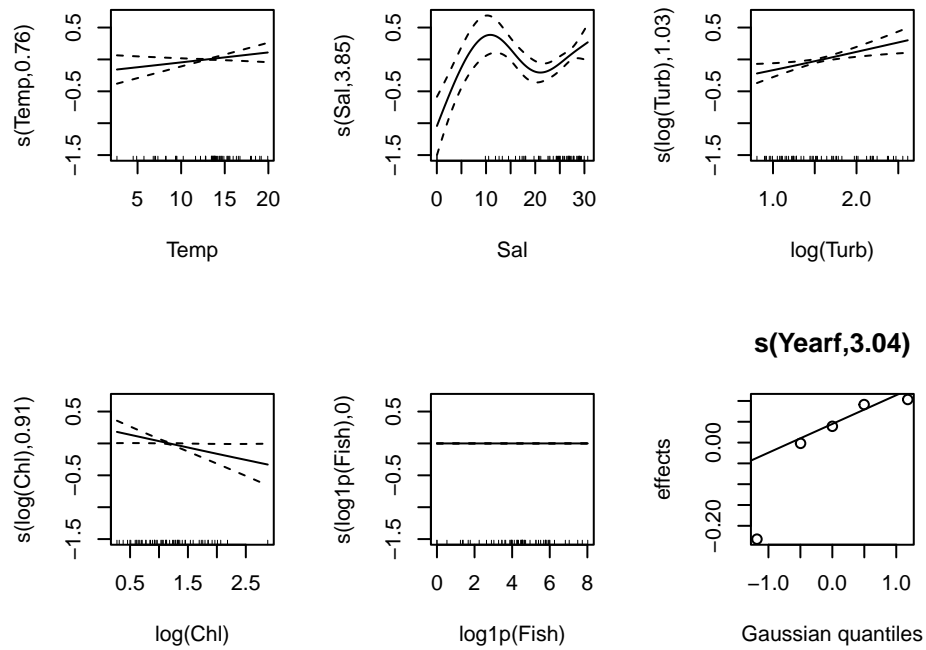 s(Temp,0.76)
0.5
−0.5
−1.5
5 10 15 20
Temp
s(Sal,3.85)
0.5
−0.5
−1.5
0 10 20 30
Sal
s(log(Turb),1.03)
0.5
−0.5
−1.5
1.0 2.0
log(Turb)
s(log(Chl),0.91)
0.5
−0.5
−1.5
0.5 1.5 2.5
log(Chl)
s(log1p(Fish),0)
0.5
−0.5
−1.5
0 2 4 6 8
log1p(Fish)
s(Yearf,3.04)
effects
0.00
−0.20
−1.0 0.0 1.0
Gaussian quantiles